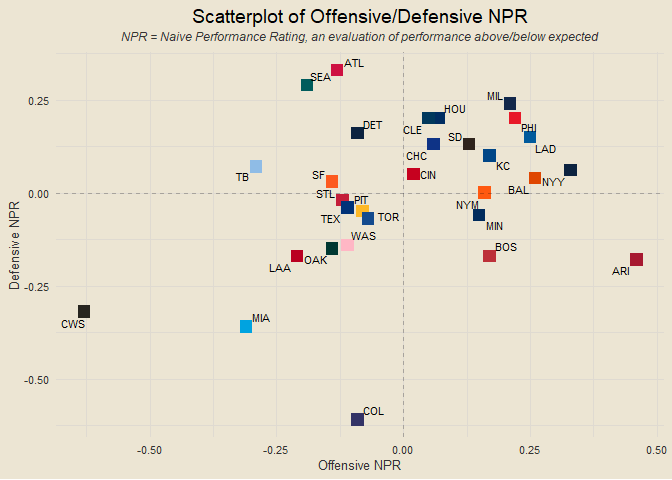 Scatterplot of Offensive/Defensive NPR
NPR = Naive Performance Rating, an evaluation of performance above/below expected
ATL
SEA
0.25
MIL
HOU
DET
CLE
PHI
SD
LAD
CHC
KC
TB
SF
CIN
NYY
0.00
STL
PIT
BAL
NYM
TEX
TOR
MIN
WAS
BOS
OAK
LAA
ARI
Defensive NPR
-0.25
CWS
MIA
-0.50
COL
-0.50
-0.25
0.00
0.25
0.50
Offensive NPR